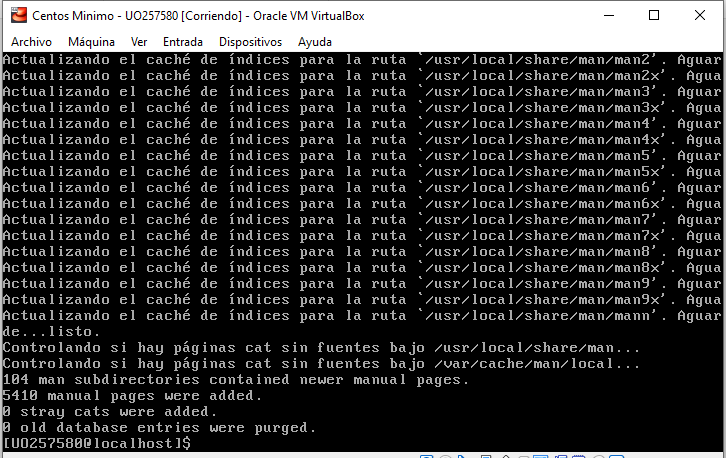 Centos Minimo - UO257580 [Corriendo] - Oracle VM VirtualBox
Archivo Máquina Ver Entrada Dispositivos Ayuda
Actualizando el caché de índices para la ruta `/usr/local/share/man/man2'. Aguar
Actualizando el caché de índices para la ruta `/usr/local/share/man/man2x'. Aguar
Actualizando el caché de índices para la ruta `/usr/local/share/man/man3'. Aguar
Actualizando el caché de índices para la ruta `/usr/local/share/man/man3x'. Aguar
Actualizando el caché de índices para la ruta `/usr/local/share/man/man4'. Aguar
Actualizando el caché de índices para la ruta `/usr/local/share/man/man4x'. Aguar
Actualizando el caché de índices para la ruta `/usr/local/share/man/man5'. Aguar
Actualizando el caché de índices para la ruta `/usr/local/share/man/man5x'. Aguar
Actualizando el caché de índices para la ruta `/usr/local/share/man/man6'. Aguar
Actualizando el caché de índices para la ruta `/usr/local/share/man/man6x'. Aguar
Actualizando el caché de índices para la ruta `/usr/local/share/man/man7'. Aguar
Actualizando el caché de índices para la ruta `/usr/local/share/man/man7x'. Aguar
Actualizando el caché de índices para la ruta `/usr/local/share/man/man8'. Aguar
Actualizando el caché de índices para la ruta `/usr/local/share/man/man8x'. Aguar
Actualizando el caché de índices para la ruta `/usr/local/share/man/man9'. Aguar
Actualizando el caché de índices para la ruta `/usr/local/share/man/man9x'. Aguar
Actualizando el caché de índices para la ruta `/usr/local/share/man/mann'. Aguar
de...listo.
Controlando si hay páginas cat sin fuentes bajo /usr/local/share/man...
Controlando si hay páginas cat sin fuentes bajo /var/cache/man/local...
104 man subdirectories contained newer manual pages.
5410 manual pages were added.
0 stray cats were added.
0 old database entries were purged.
[UO257580@localhost]$